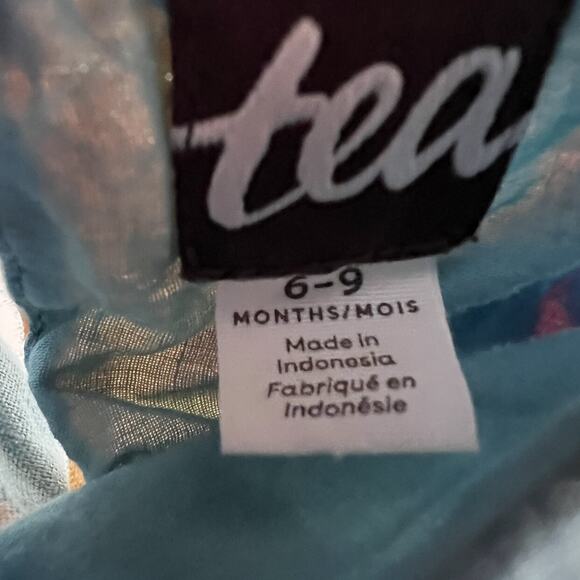 tea
6-9
MONTHS/MOIS
Made in
Indonesia
Fabriqué en
Indonésie